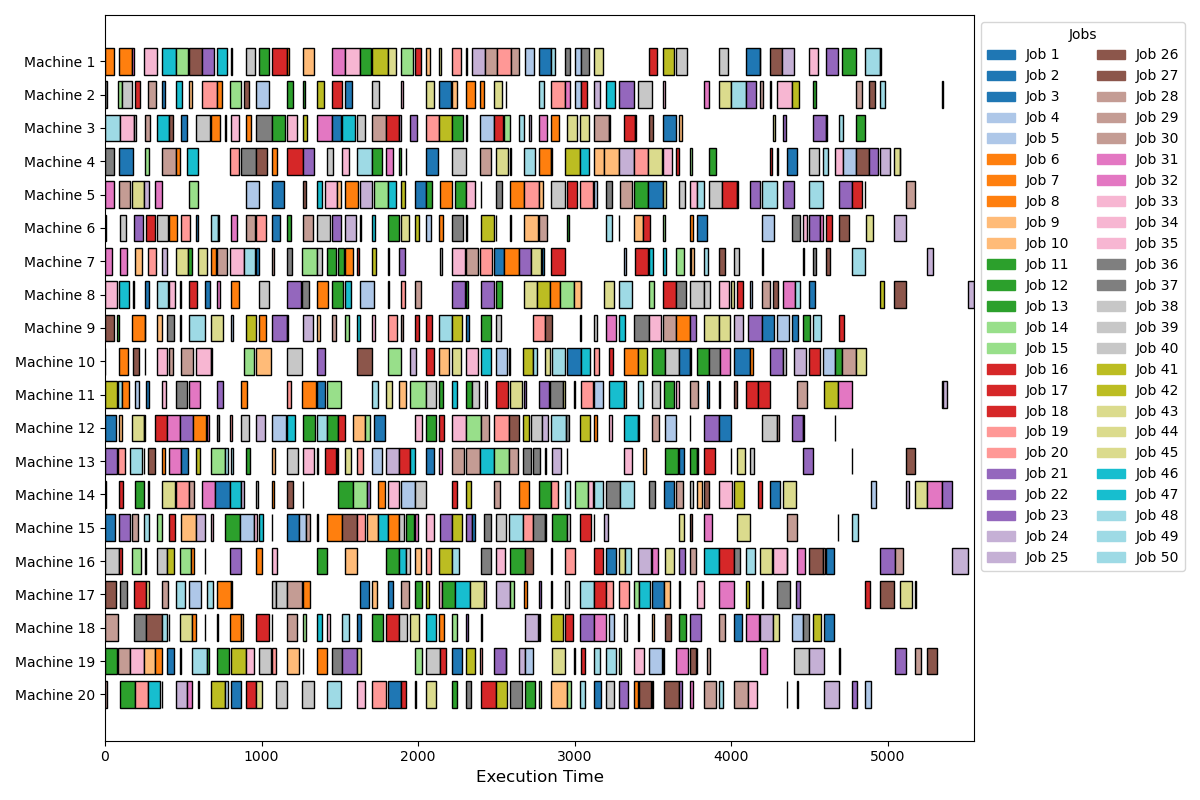 Machine 1
Machine 2
Machine 3
Machine 4
Machine 5
Machine 6
Machine 7
Machine 8
Machine 9
Machine 10
Machine 11
Machine 12
Machine 13
Machine 14
Machine 15
Machine 16
Machine 17
Machine 18
Machine 19
Machine 20
0 1000 2000 3000 4000 5000
Execution Time
Jobs
Job 1
Job 2
Job 3
Job 4
Job 5
Job 6
Job 7
Job 8
Job 9
Job 10
Job 11
Job 12
Job 13
Job 14
Job 15
Job 16
Job 17
Job 18
Job 19
Job 20
Job 21
Job 22
Job 23
Job 24
Job 25
Job 26
Job 27
Job 28
Job 29
Job 30
Job 31
Job 32
Job 33
Job 34
Job 35
Job 36
Job 37
Job 38
Job 39
Job 40
Job 41
Job 42
Job 43
Job 44
Job 45
Job 46
Job 47
Job 48
Job 49
Job 50